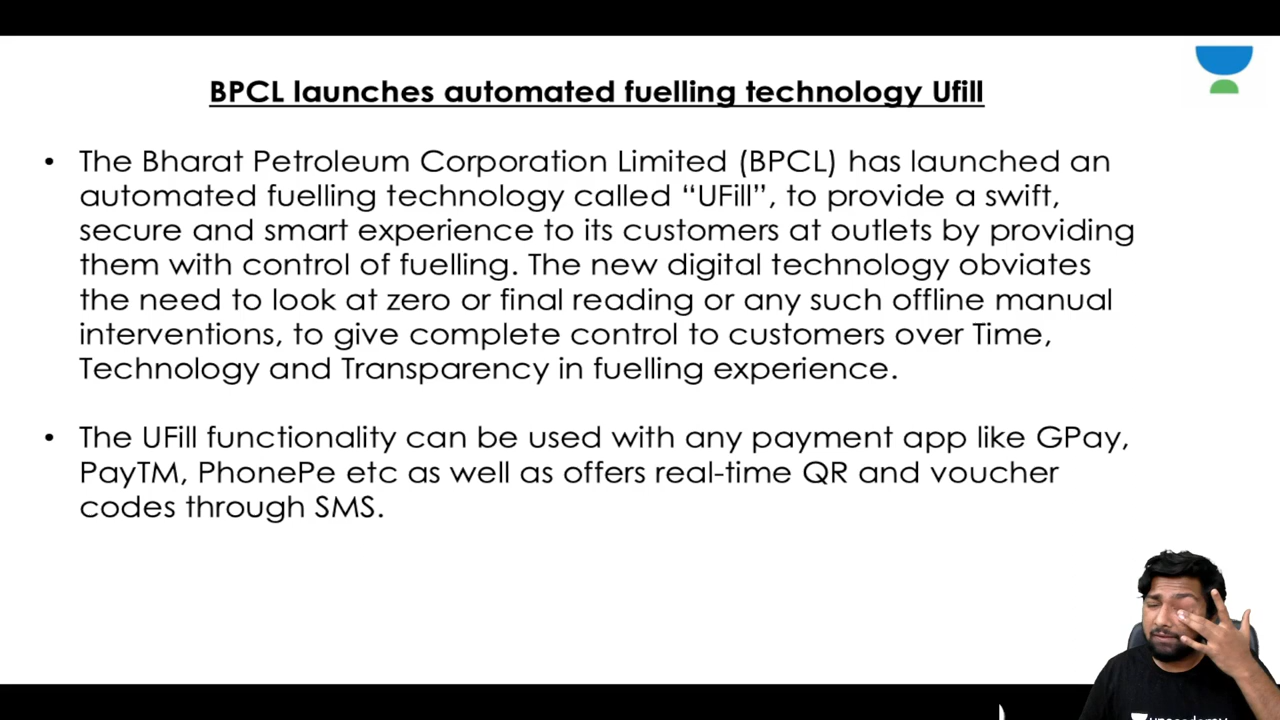 BPCL launches automated fuelling technology Ufill
• The Bharat Petroleum Corporation Limited (BPCL) has launched an
automated fuelling technology called “UFill”, to provide a swift,
secure and smart experience to its customers at outlets by providing
them with control of fuelling. The new digital technology obviates
the need to look at zero or final reading or any such offline manual
interventions, to give complete control to customers over Time,
Technology and Transparency in fuelling experience.
• The UFill functionality can be used with any payment app like GPay,
PayTM, PhonePe etc as well as offers real-time QR and voucher
codes through SMS.